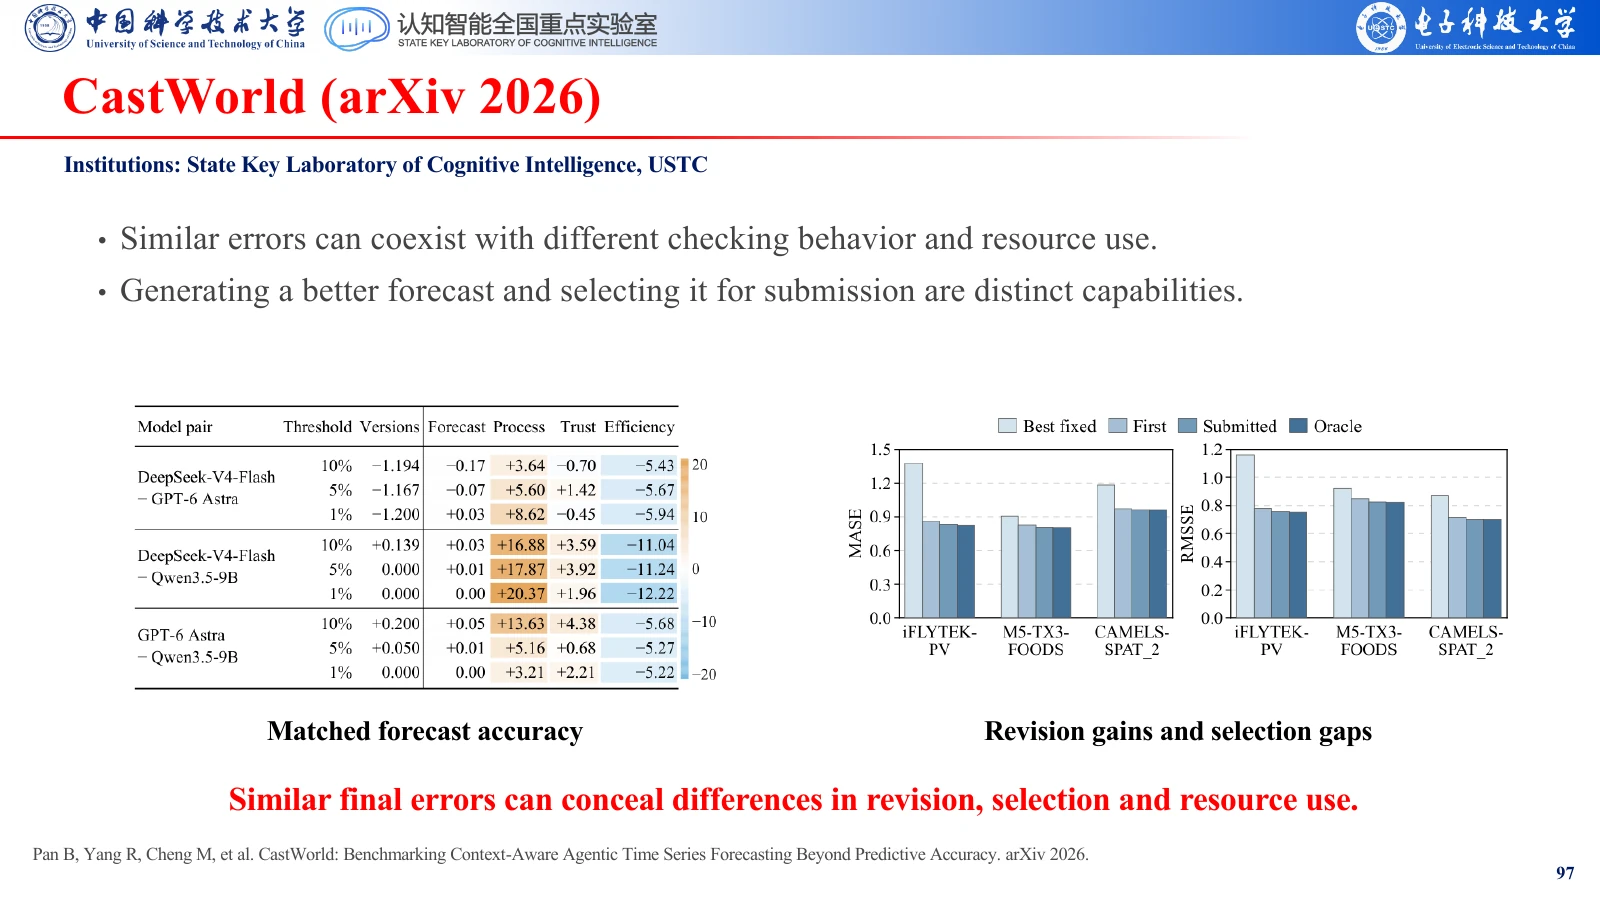 中国科学技术大学
University of Science and Technology of China
认知智能全国重点实验室
STATE KEY LABORATORY OF COGNITIVE INTELLIGENCE
电子科技大学
University of Electronic Science and Technology of China
CastWorld (arXiv 2026)
Institutions: State Key Laboratory of Cognitive Intelligence, USTC
• Similar errors can coexist with different checking behavior and resource use.
• Generating a better forecast and selecting it for submission are distinct capabilities.
Model pair Threshold Versions Forecast Process Trust Efficiency
DeepSeek-V4-Flash
− GPT-6 Astra
10% −1.194 −0.17 +3.64 −0.70 −5.43
5% −1.167 −0.07 +5.60 +1.42 −5.67
1% −1.200 +0.03 +8.62 −0.45 −5.94
DeepSeek-V4-Flash
− Qwen3.5-9B
10% +0.139 +0.03 +16.88 +3.59 −11.04
5% 0.000 +0.01 +17.87 +3.92 −11.24
1% 0.000 0.00 +20.37 +1.96 −12.22
GPT-6 Astra
− Qwen3.5-9B
10% +0.200 +0.05 +13.63 +4.38 −5.68
5% +0.050 +0.01 +5.16 +0.68 −5.27
1% 0.000 0.00 +3.21 +2.21 −5.22
20
10
0
−10
−20
Matched forecast accuracy
Best fixed First Submitted Oracle
MASE
1.5
1.2
0.9
0.6
0.3
0.0
iFLYTEK-
PV
M5-TX3-
FOODS
CAMELS-
SPAT_2
RMSSE
1.2
1.0
0.8
0.6
0.4
0.2
0.0
iFLYTEK-
PV
M5-TX3-
FOODS
CAMELS-
SPAT_2
Revision gains and selection gaps
Similar final errors can conceal differences in revision, selection and resource use.
Pan B, Yang R, Cheng M, et al. CastWorld: Benchmarking Context-Aware Agentic Time Series Forecasting Beyond Predictive Accuracy. arXiv 2026.
97